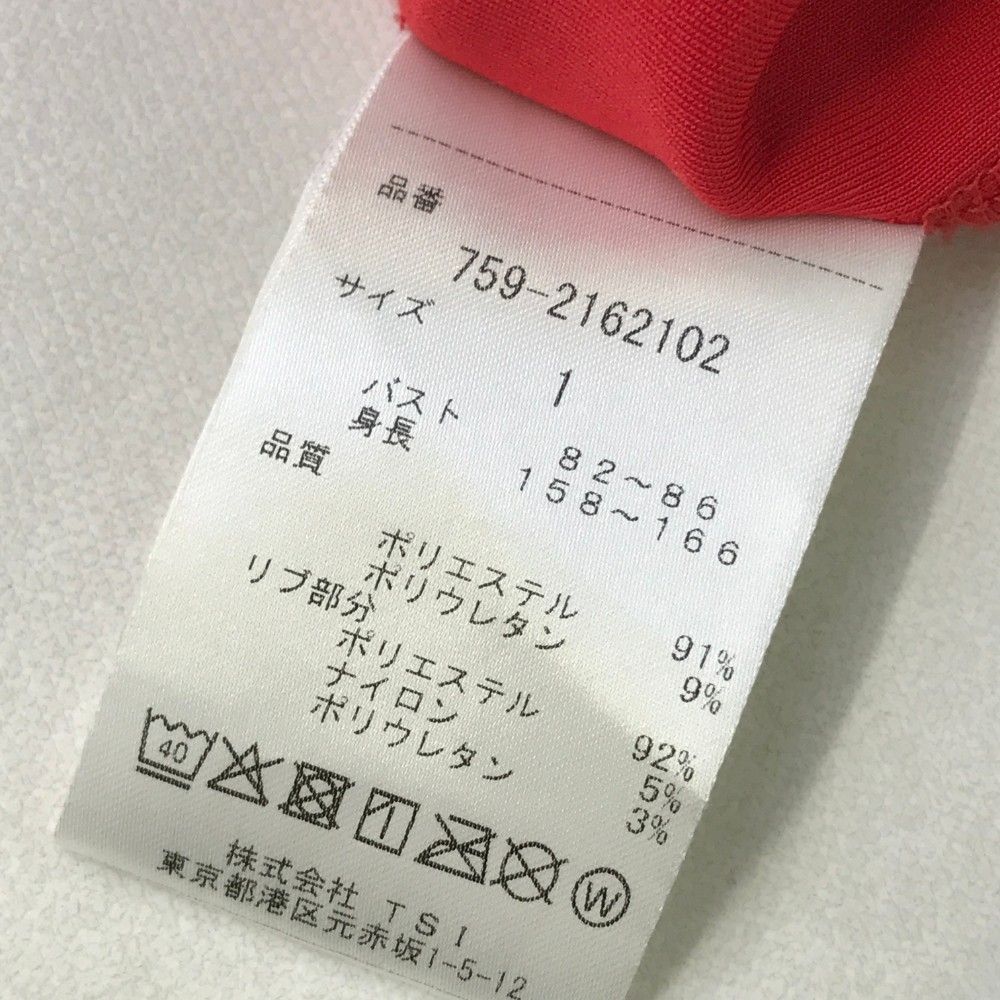 品番
759-2162102
サイズ
1
バスト 82～86
身長 158～166
品質
ポリエステル 91%
ポリウレタン 9%
リブ部分
ポリエステル 92%
ナイロン 5%
ポリウレタン 3%
40 W
株式会社 TSI
東京都港区元赤坂1-5-12